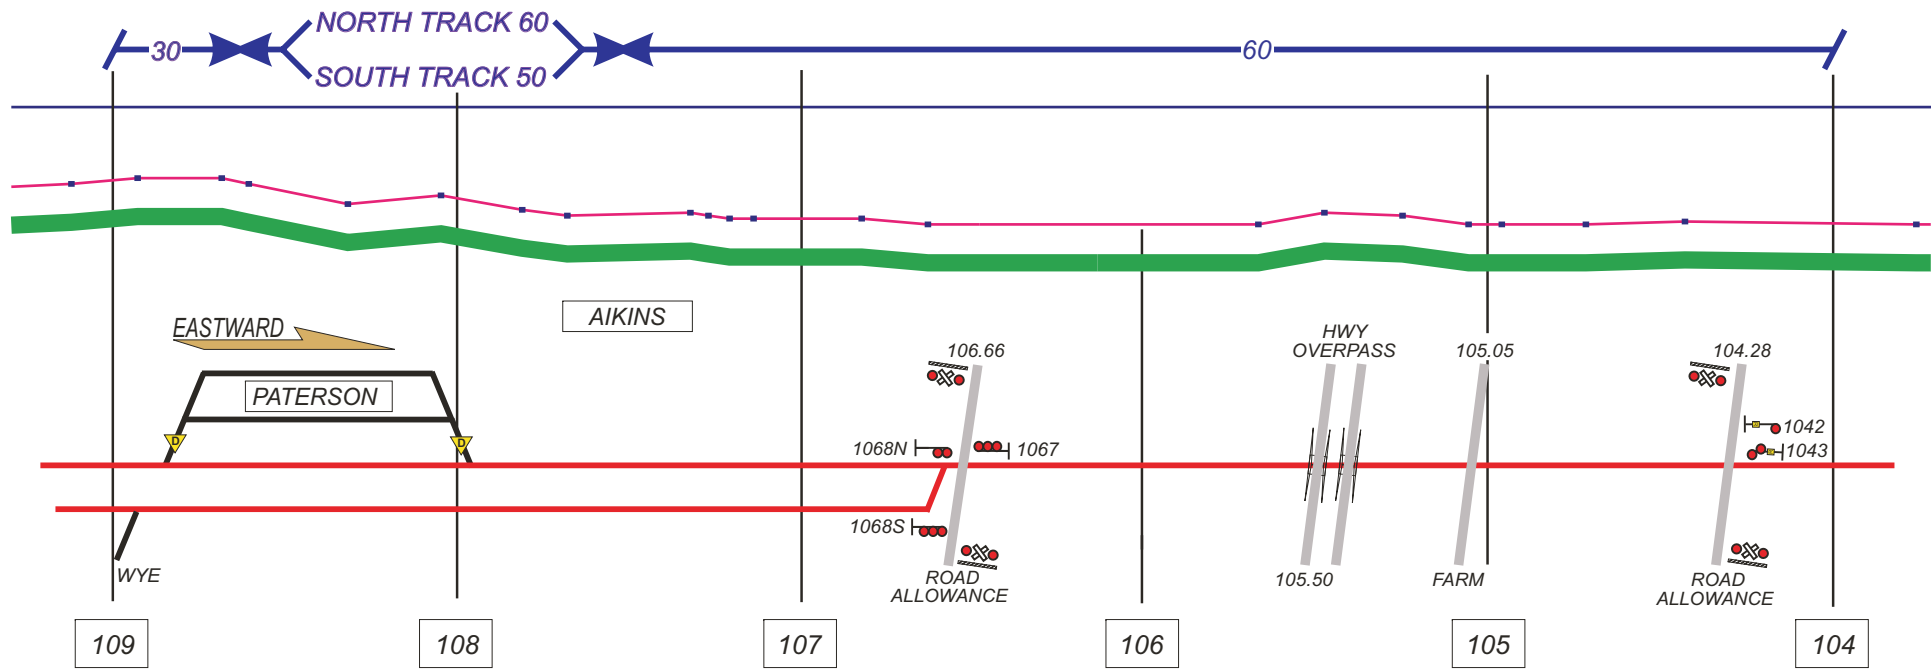 NORTH TRACK 60
30
60
SOUTH TRACK 50
AIKINS
EASTWARD
HWY
OVERPASS
106.66
105.05
104.28
PATERSON
D
D
1042
1068N
1067
1043
1068S
WYE
ROAD
ALLOWANCE
105.50
FARM
ROAD
ALLOWANCE
109
108
107
106
105
104